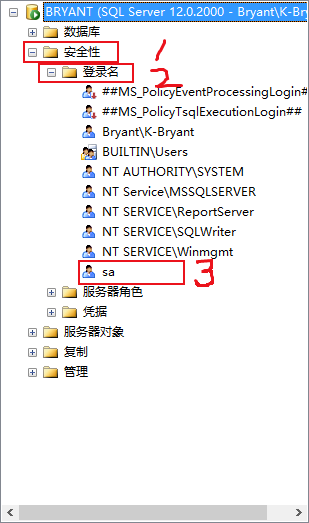 BRYANT (SQL Server 12.0.2000 - Bryant\K-Br
数据库
安全性
1
登录名
2
##MS_PolicyEventProcessingLogin#
##MS_PolicyTsqlExecutionLogin##
Bryant\K-Bryant
BUILTIN\Users
NT AUTHORITY\SYSTEM
NT Service\MSSQLSERVER
NT SERVICE\ReportServer
NT SERVICE\SQLWriter
NT SERVICE\Winmgmt
sa
3
服务器角色
凭据
服务器对象
复制
管理